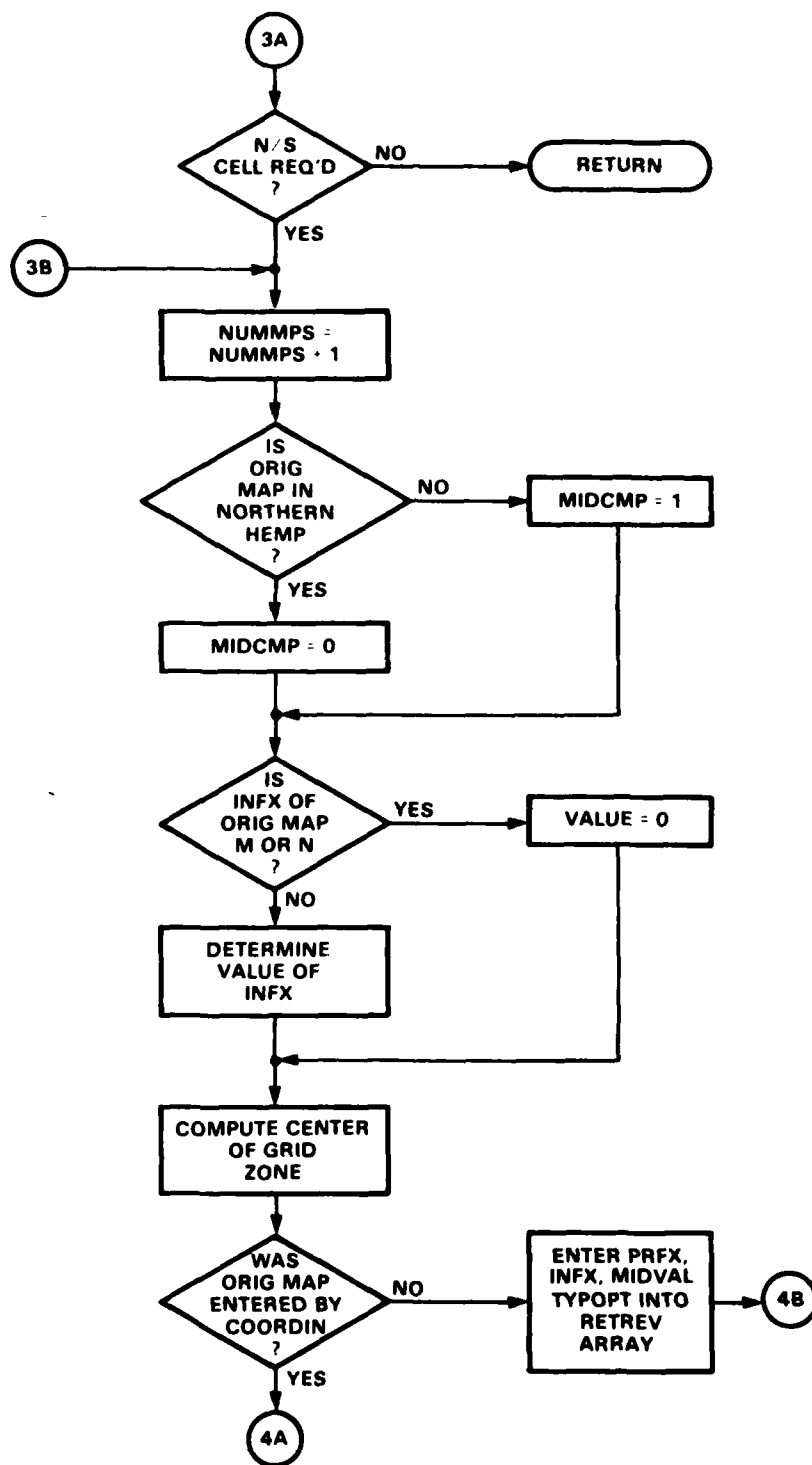 3A
N/S
CELL REQ'D
?
NO
RETURN
YES
3B
NUMMPS =
NUMMPS + 1
IS
ORIG
MAP IN
NORTHERN
HEMP
?
NO
MIDCMP = 1
YES
MIDCMP = 0
IS
INFX OF
ORIG MAP
M OR N
?
YES
VALUE = 0
NO
DETERMINE
VALUE OF
INFX
COMPUTE CENTER
OF GRID
ZONE
WAS
ORIG MAP
ENTERED BY
COORDIN
?
NO
ENTER PRFX,
INFX, MIDVAL
TYPOPT INTO
RETREV
ARRAY
4B
YES
4A